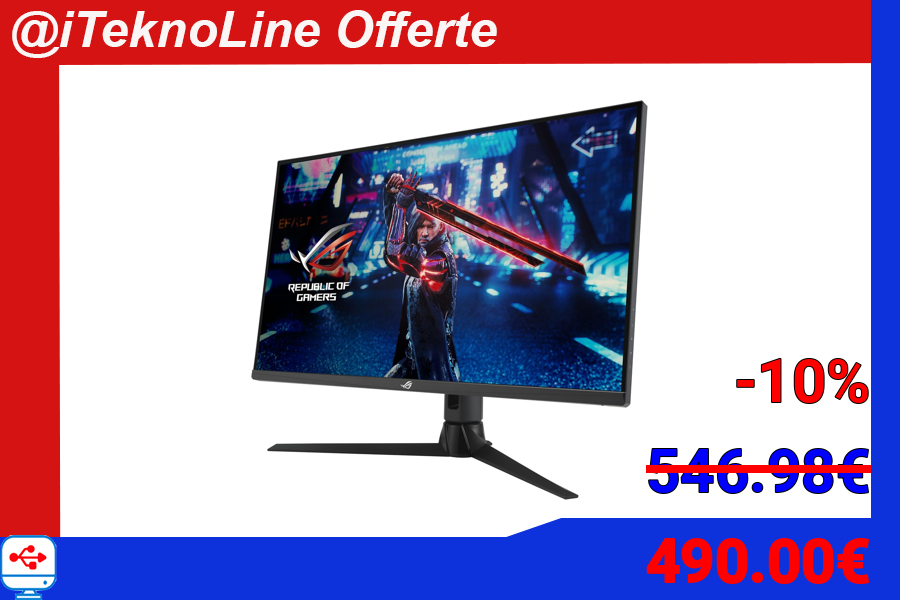 @iTeknoLine Offerte
REPUBLIC OF
GAMERS
-10%
546.98€
490.00€